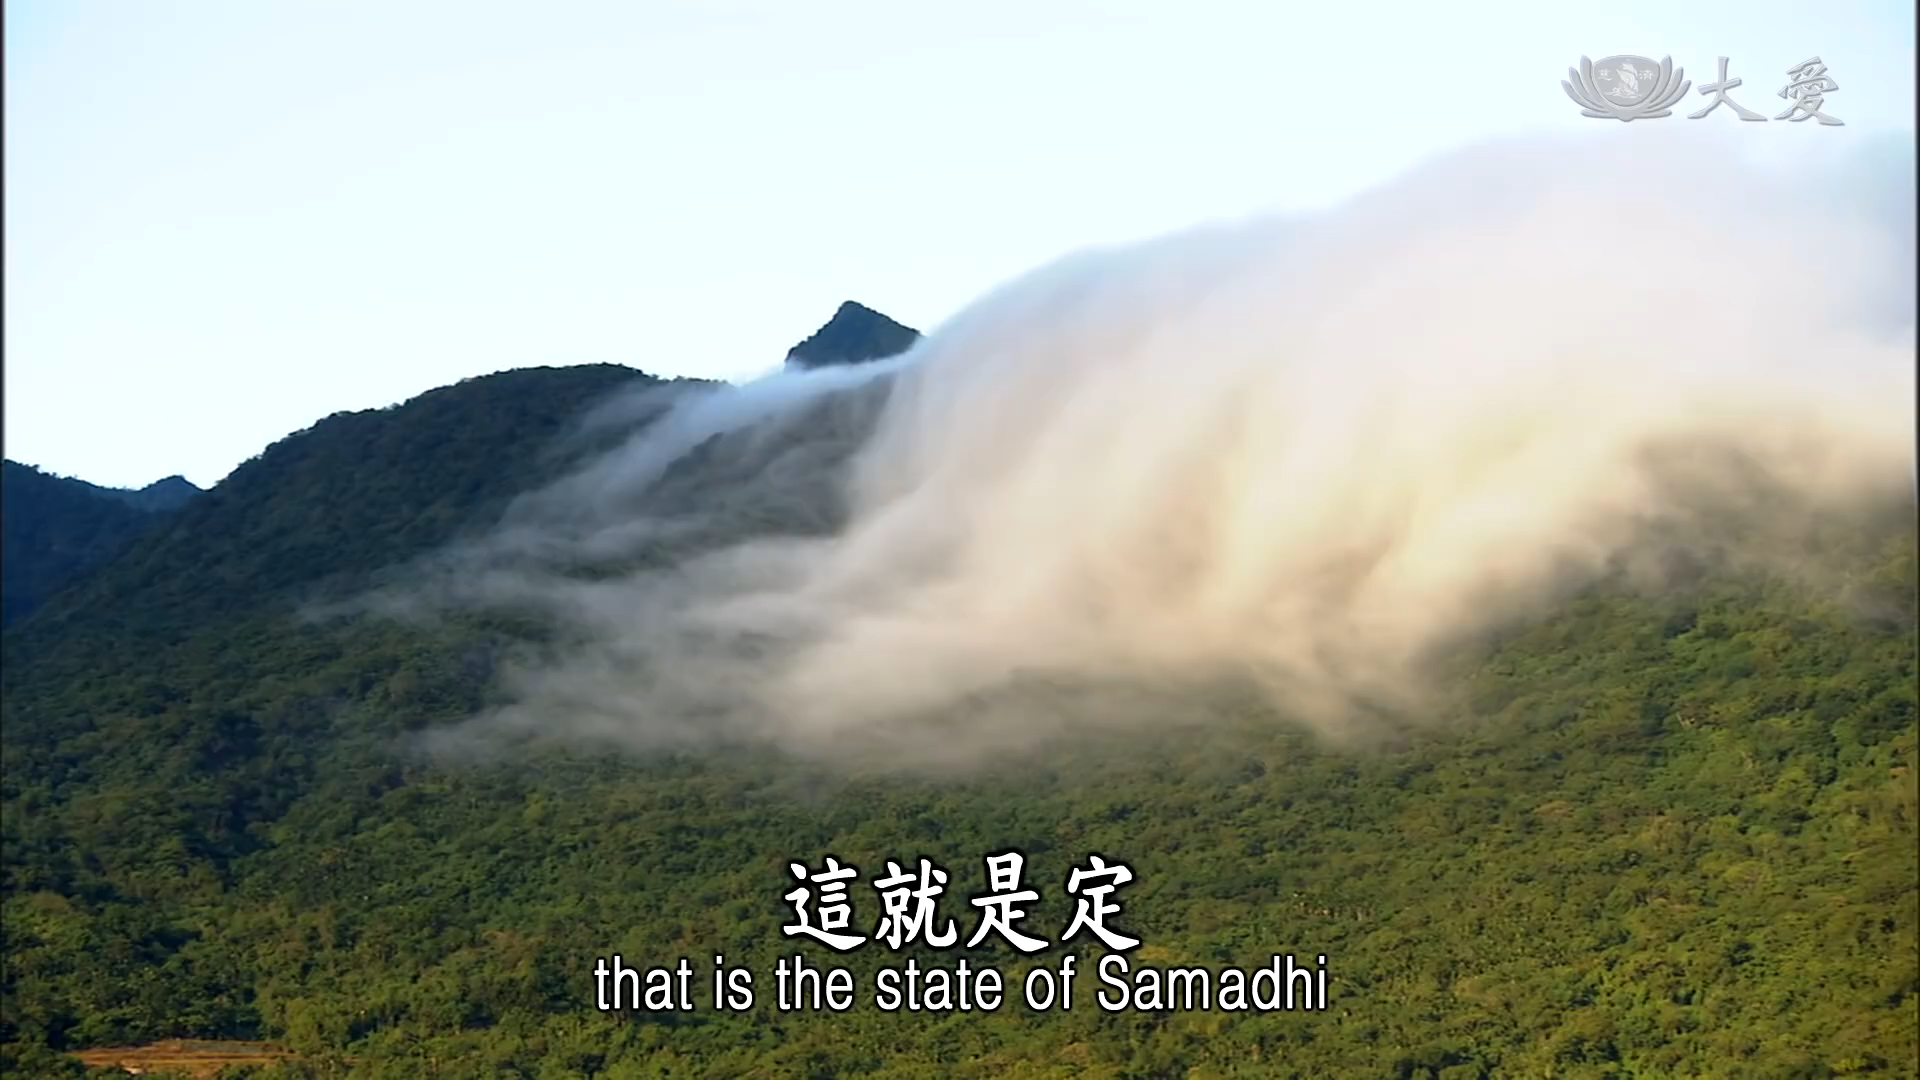 大愛
這就是定
that is the state of Samadhi